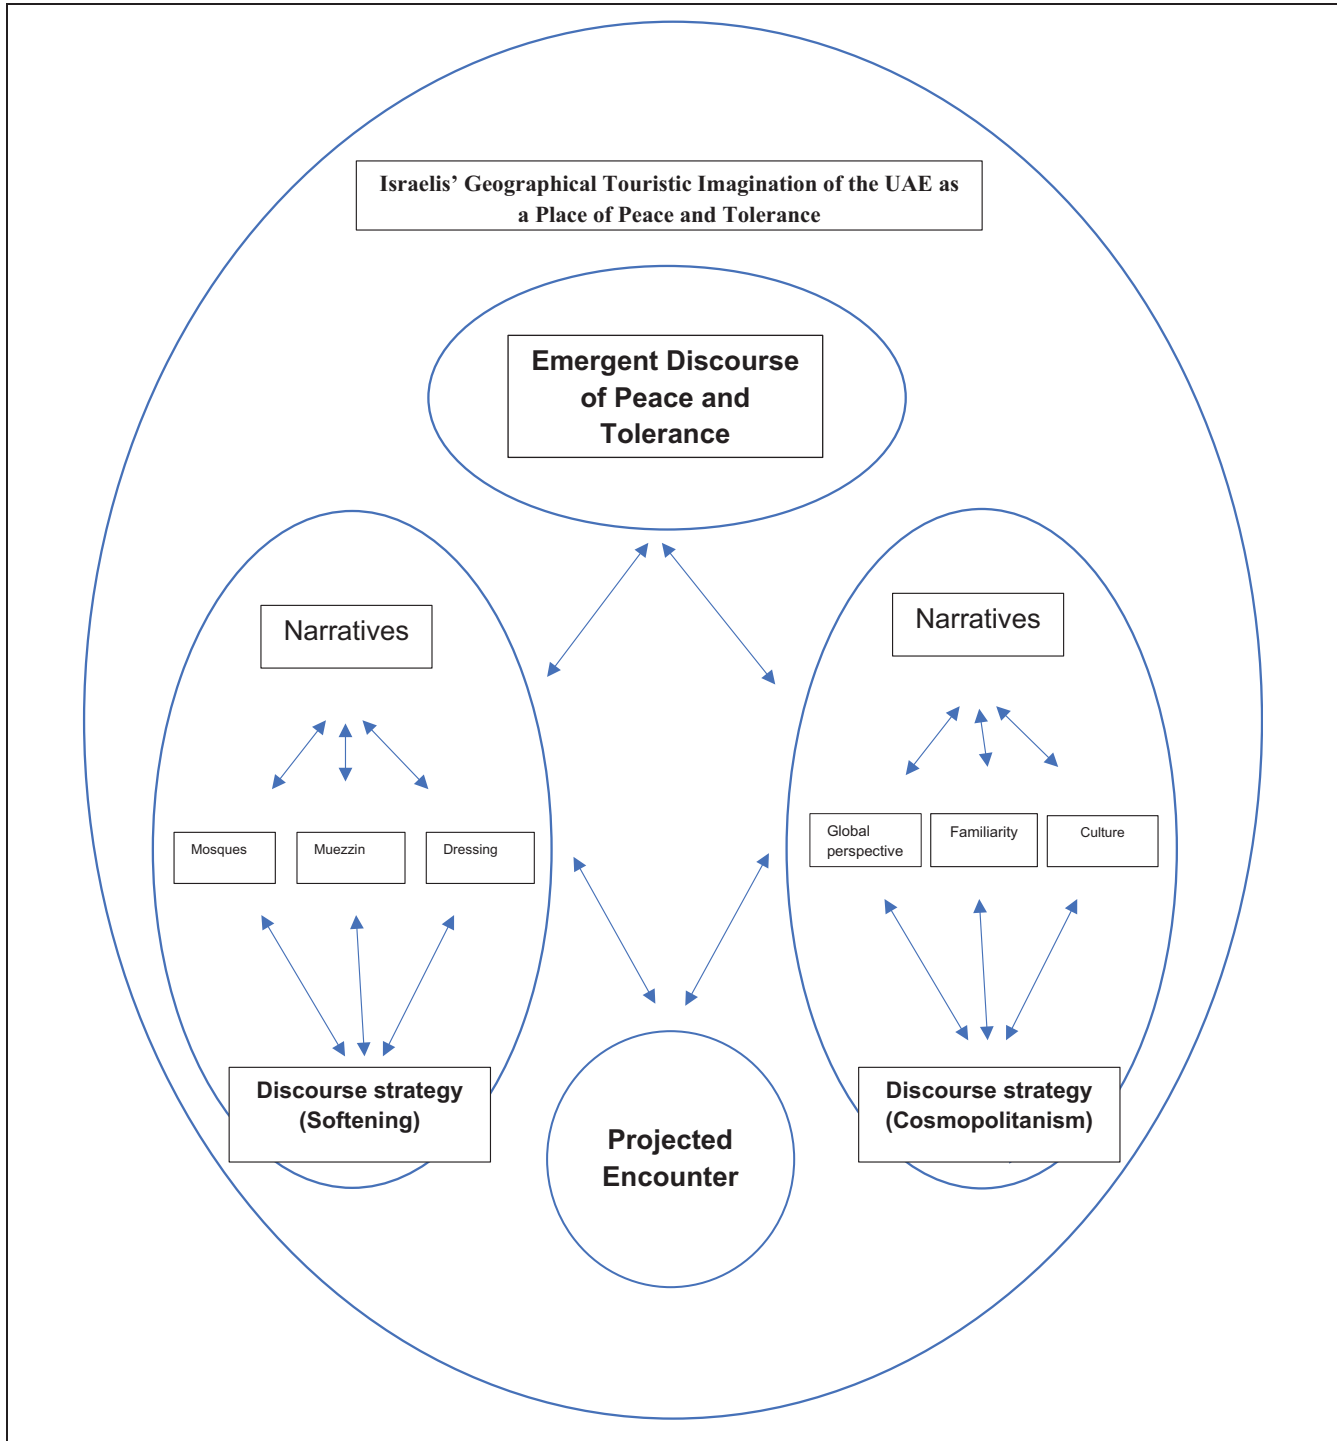 Israelis’ Geographical Touristic Imagination of the UAE as
a Place of Peace and Tolerance
Emergent Discourse
of Peace and
Tolerance
Narratives
Mosques
Muezzin
Dressing
Discourse strategy
(Softening)
Narratives
Global
perspective
Familiarity
Culture
Discourse strategy
(Cosmopolitanism)
Projected
Encounter